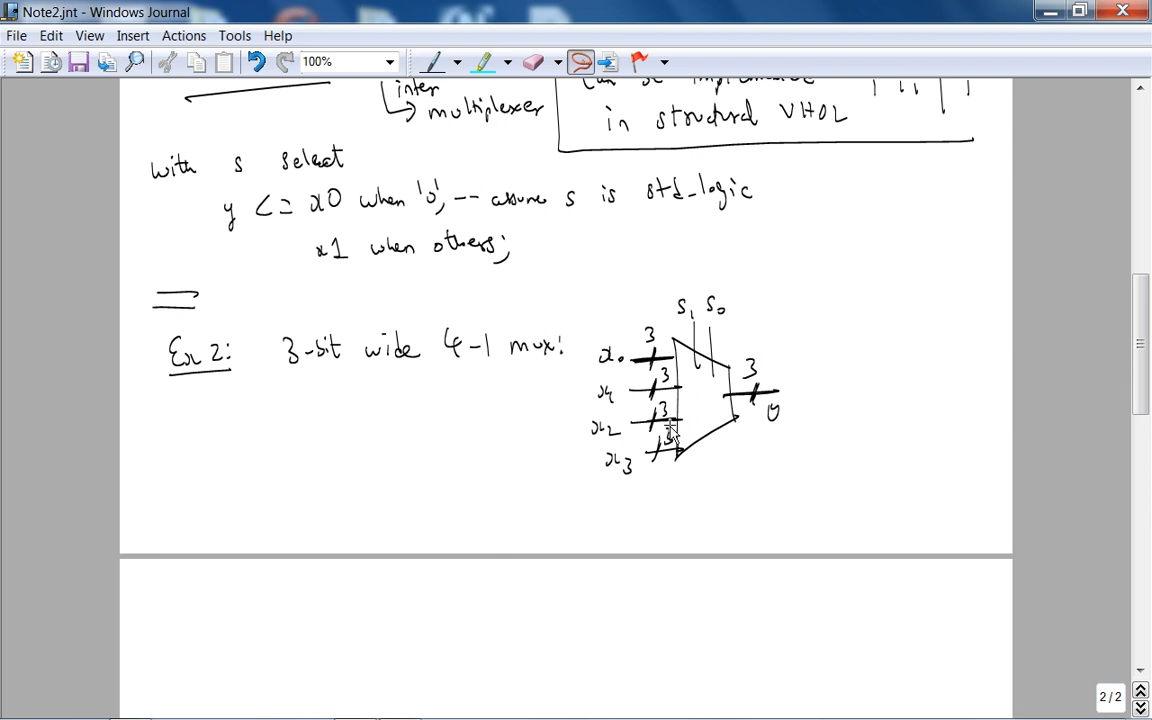 Note2.jnt - Windows Journal
File Edit View Insert Actions Tools Help
100%
inter
multiplexer
can be
in structural VHDL
with s select
y <= x0 when '0', -- assume s is std_logic
x1 when others;
Ex 2: 3-bit wide 4-1 mux:
S1 S0
3
x0
3
x1
3
x2
3
x3
3
y
2 / 2